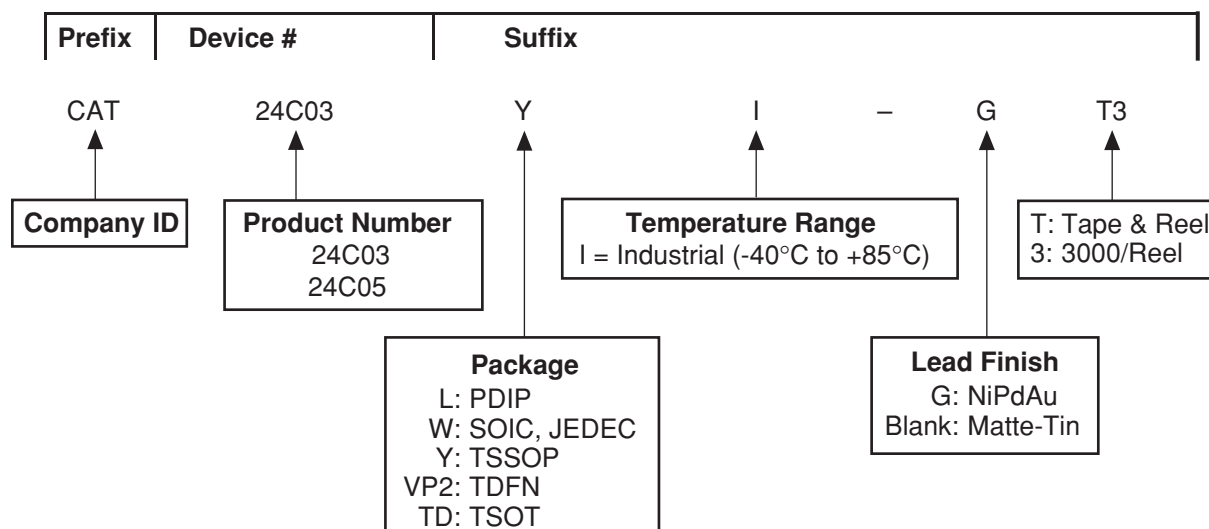 Prefix Device # Suffix
CAT 24C03 Y I – G T3
Company ID
Product Number
24C03
24C05
Temperature Range
I = Industrial (-40°C to +85°C)
T: Tape & Reel
3: 3000/Reel
Package
L: PDIP
W: SOIC, JEDEC
Y: TSSOP
VP2: TDFN
TD: TSOT
Lead Finish
G: NiPdAu
Blank: Matte-Tin